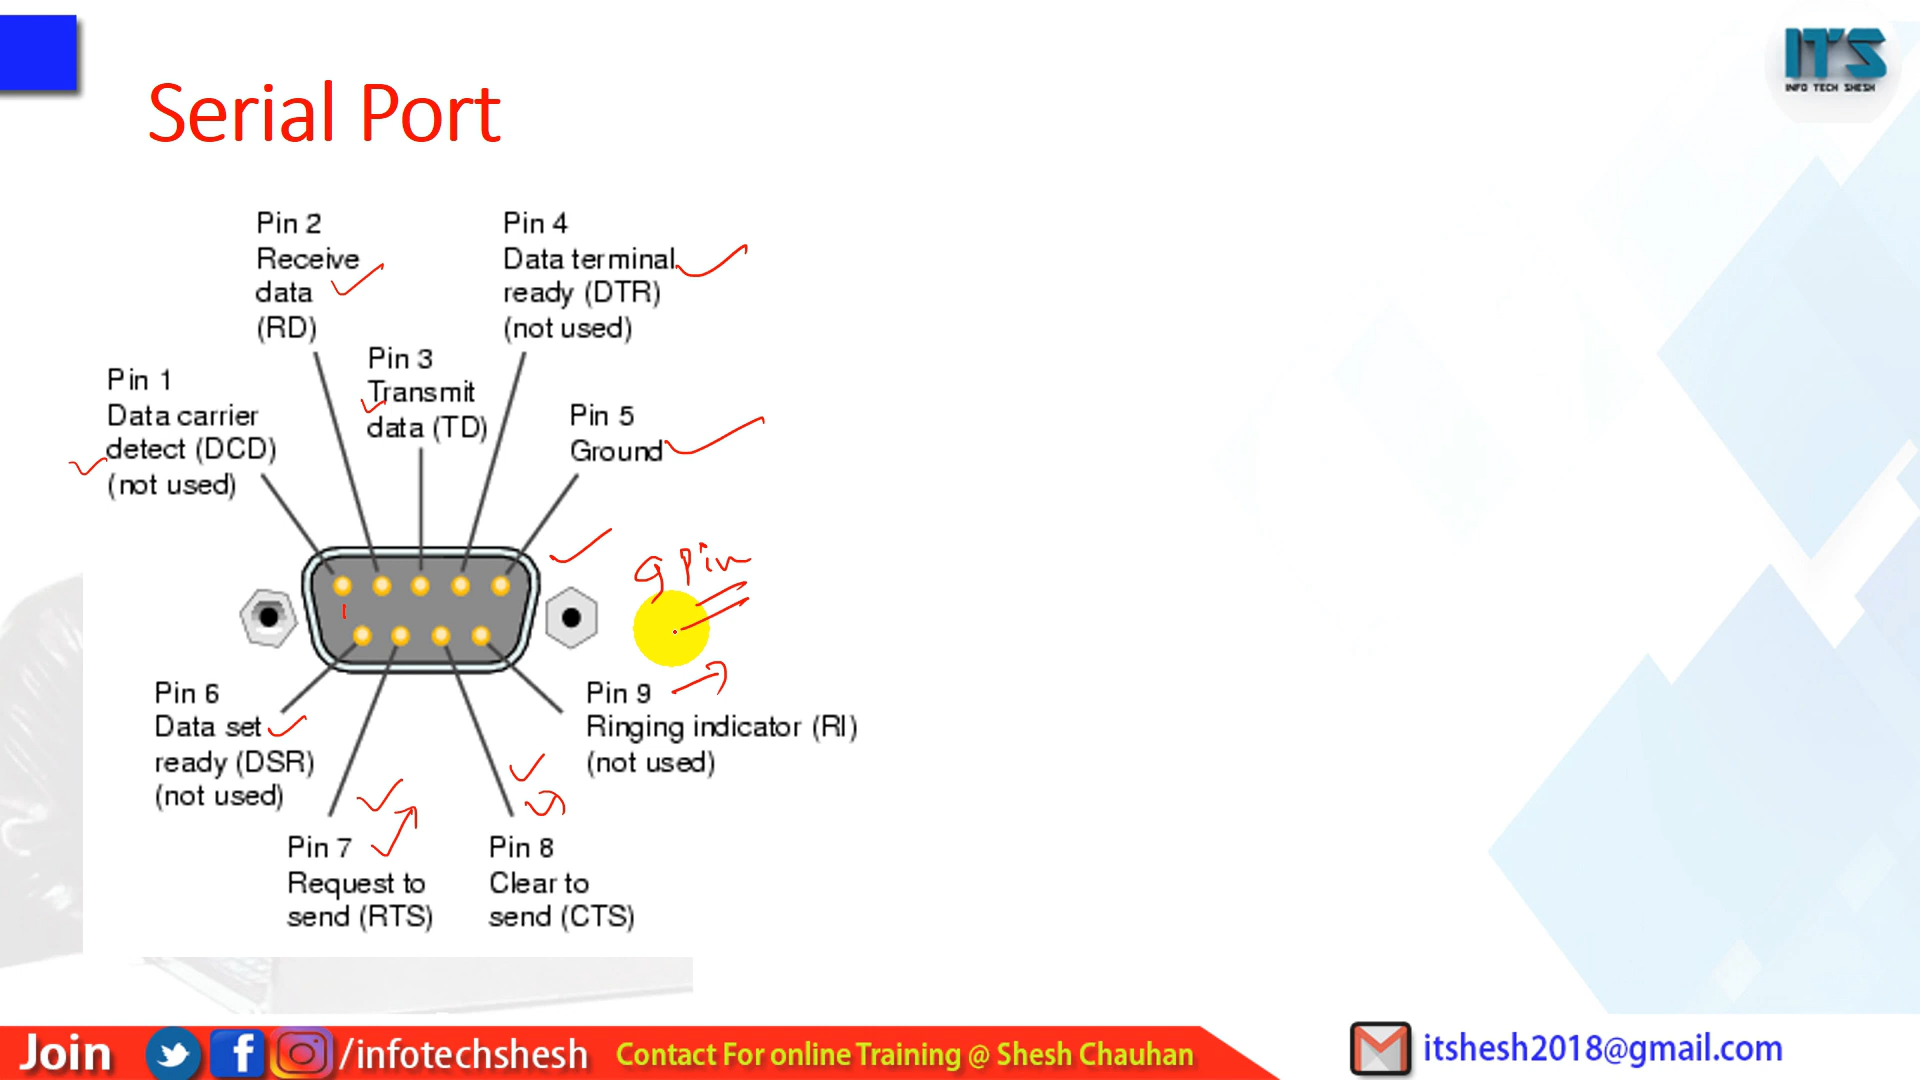 ITS
INFO TECH SHESH
Serial Port
Pin 2
Receive
data
(RD)
Pin 4
Data terminal
ready (DTR)
(not used)
Pin 3
Transmit
data (TD)
Pin 1
Data carrier
detect (DCD)
(not used)
Pin 5
Ground
9 Pin
1
Pin 6
Data set
ready (DSR)
(not used)
Pin 9
Ringing indicator (RI)
(not used)
Pin 7
Request to
send (RTS)
Pin 8
Clear to
send (CTS)
Join /infotechshesh Contact For online Training @ Shesh Chauhan itshesh2018@gmail.com